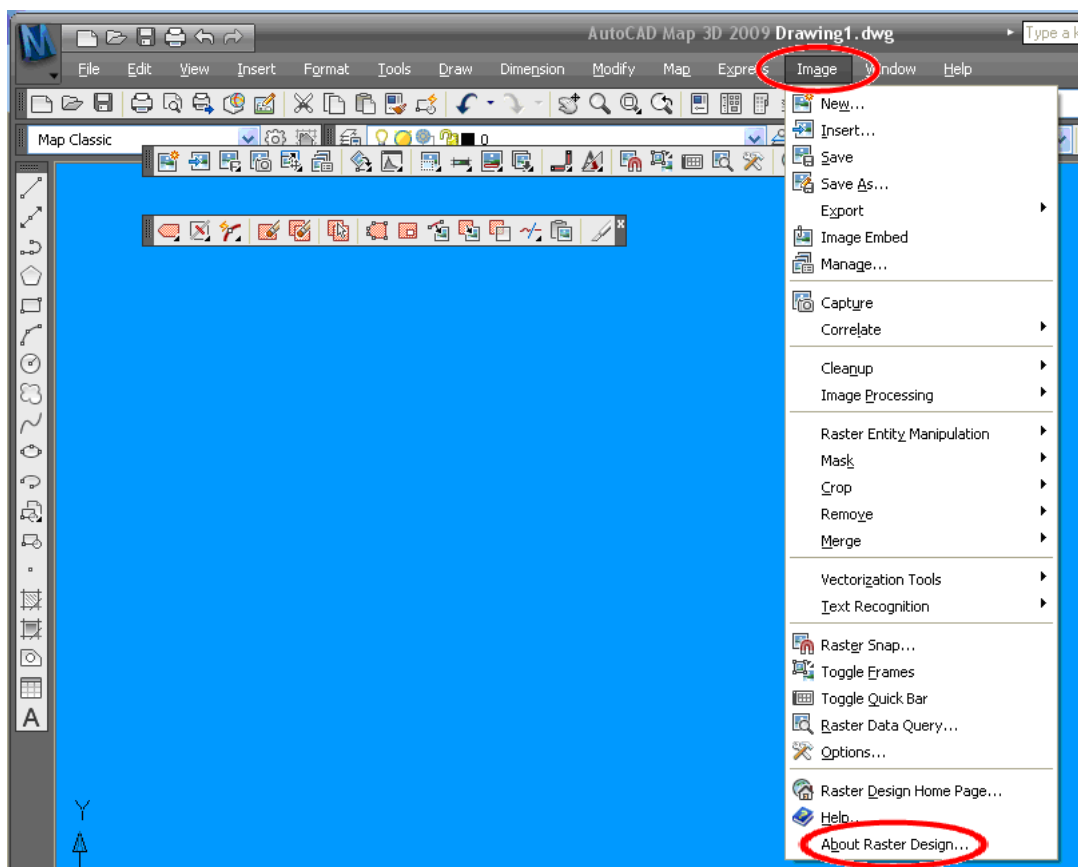 AutoCAD Map 3D 2009 Drawing1.dwg
Type a k
File Edit View Insert Format Tools Draw Dimension Modify Map Express Image Window Help
Map Classic
0
New...
Insert...
Save
Save As...
Export
Image Embed
Manage...
Capture
Correlate
Cleanup
Image Processing
Raster Entity Manipulation
Mask
Crop
Remove
Merge
Vectorization Tools
Text Recognition
Raster Snap...
Toggle Frames
Toggle Quick Bar
Raster Data Query...
Options...
Raster Design Home Page...
Help...
About Raster Design...
A
Y